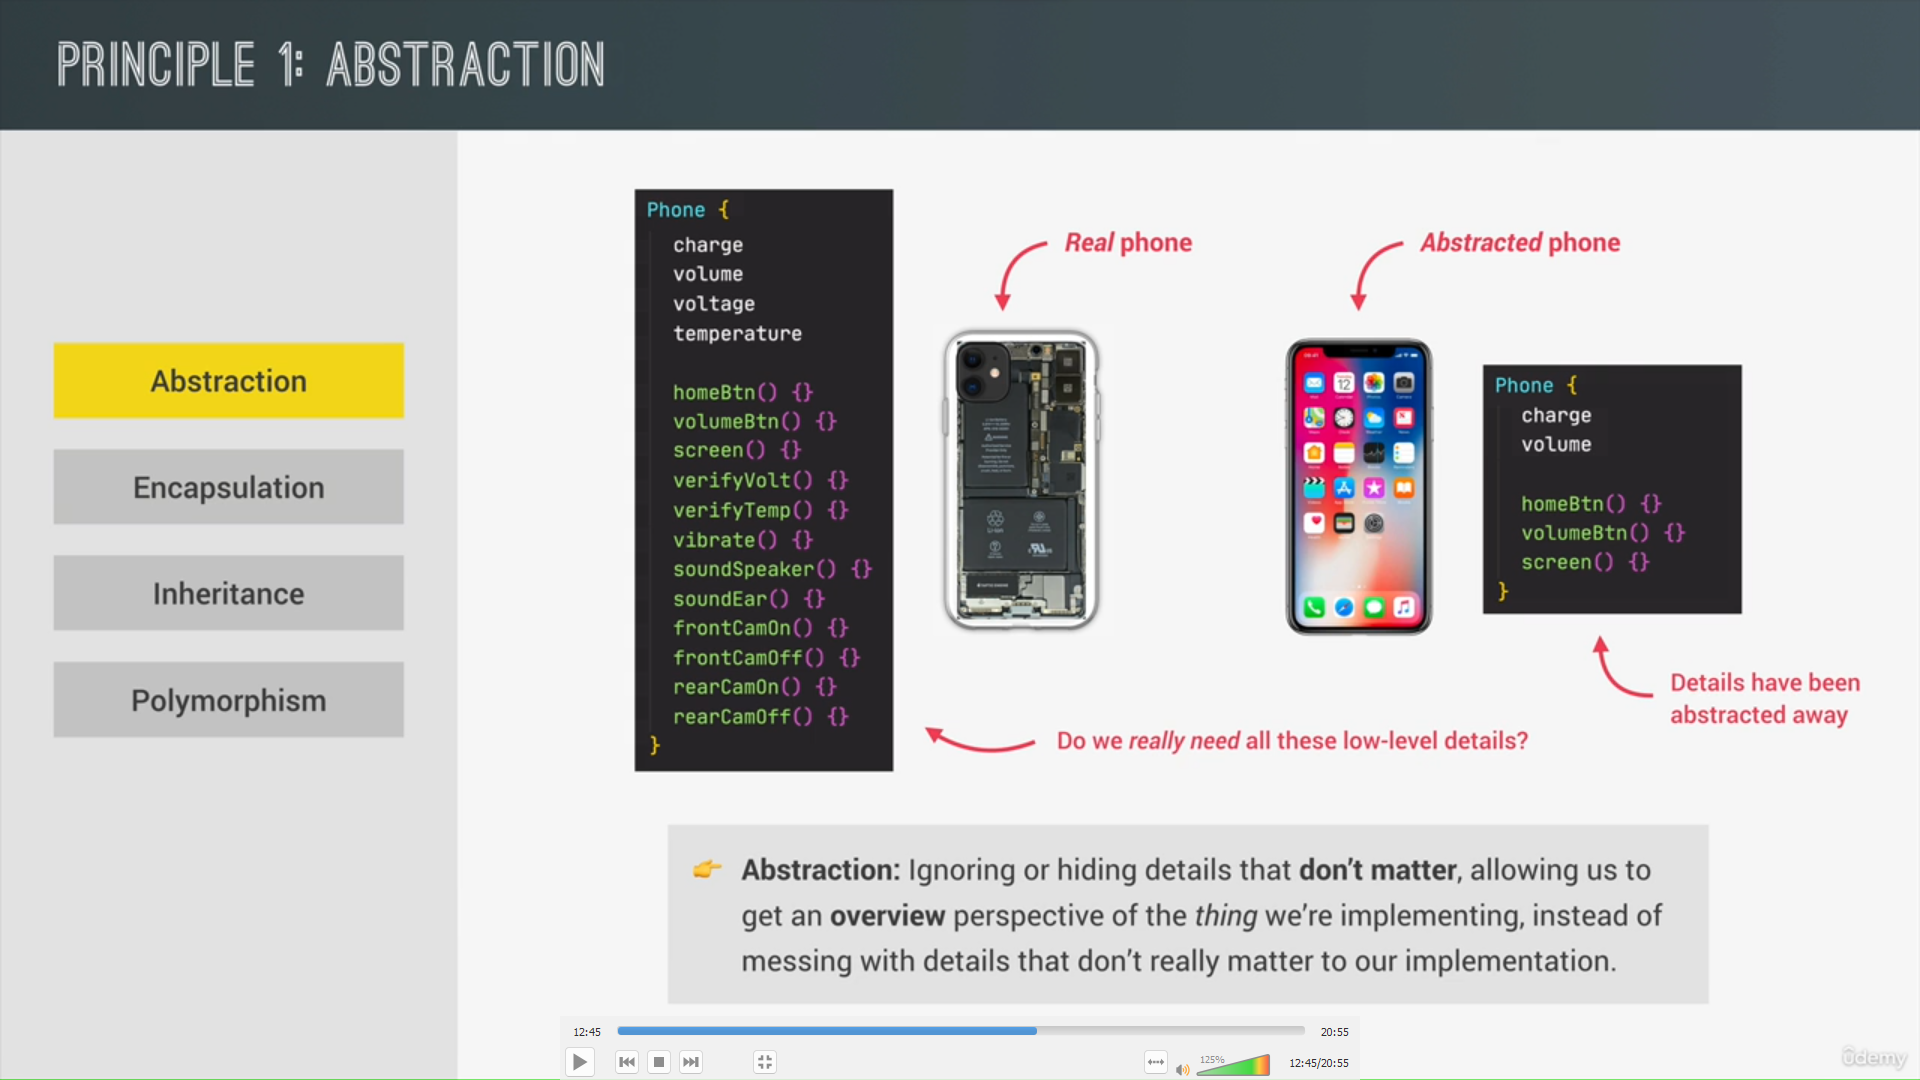 PRINCIPLE 1: ABSTRACTION
Abstraction
Encapsulation
Inheritance
Polymorphism
Phone {
charge
volume
voltage
temperature
homeBtn() {}
volumeBtn() {}
screen() {}
verifyVolt() {}
verifyTemp() {}
vibrate() {}
soundSpeaker() {}
soundEar() {}
frontCamOn() {}
frontCamOff() {}
rearCamOn() {}
rearCamOff() {}
}
Real phone
Abstracted phone
12
Phone {
charge
volume
homeBtn() {}
volumeBtn() {}
screen() {}
}
Details have been
abstracted away
Do we really need all these low-level details?
👉 Abstraction: Ignoring or hiding details that don’t matter, allowing us to
get an overview perspective of the thing we’re implementing, instead of
messing with details that don’t really matter to our implementation.
12:45
20:55
125%
12:45/20:55
ûdemy